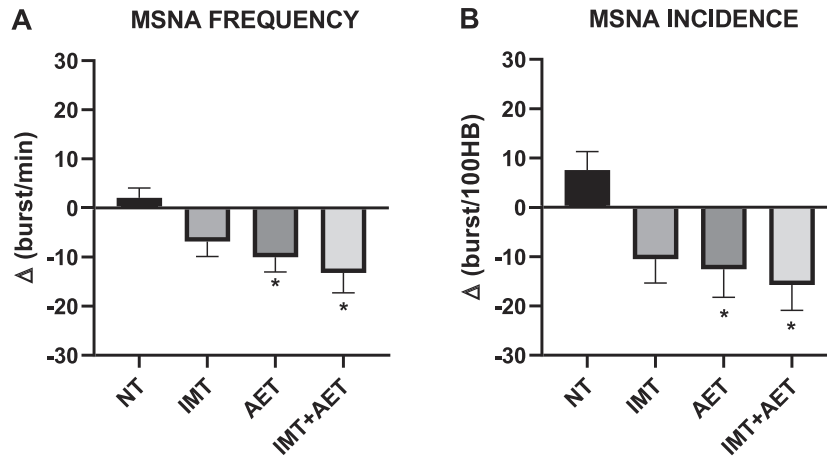 A
MSNA FREQUENCY
Δ (burst/min)
30
20
10
0
-10
-20
-30
*
*
NT
IMT
AET
IMT+AET
B
MSNA INCIDENCE
Δ (burst/100HB)
30
20
10
0
-10
-20
-30
*
*
NT
IMT
AET
IMT+AET